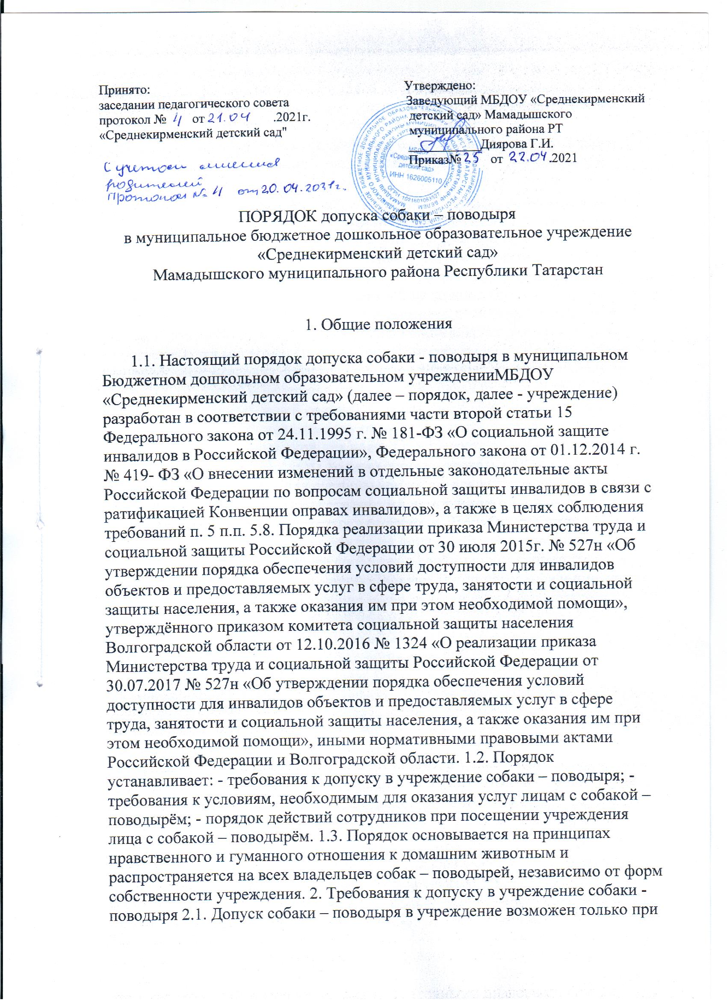 Принято:
заседании педагогического совета
протокол № 4 от 21.04 .2021г.
«Среднекирменский детский сад"
С учетом мнения
родителей
Протокол № 4 от 20.04.2021г.
Утверждено:
Заведующий МБДОУ «Среднекирменский
детский сад» Мамадышского
муниципального района РТ
____________Диярова Г.И.
Приказ№ 25 от 22.04.2021
МБДОУ
«Среднекирменский
детский сад»
ИНН 1626005110
ПОРЯДОК допуска собаки – поводыря
в муниципальное бюджетное дошкольное образовательное учреждение
«Среднекирменский детский сад»
Мамадышского муниципального района Республики Татарстан
1. Общие положения
1.1. Настоящий порядок допуска собаки - поводыря в муниципальном
Бюджетном дошкольном образовательном учрежденииМБДОУ
«Среднекирменский детский сад» (далее – порядок, далее - учреждение)
разработан в соответствии с требованиями части второй статьи 15
Федерального закона от 24.11.1995 г. № 181-ФЗ «О социальной защите
инвалидов в Российской Федерации», Федерального закона от 01.12.2014 г.
№ 419- ФЗ «О внесении изменений в отдельные законодательные акты
Российской Федерации по вопросам социальной защиты инвалидов в связи с
ратификацией Конвенции оправах инвалидов», а также в целях соблюдения
требований п. 5 п.п. 5.8. Порядка реализации приказа Министерства труда и
социальной защиты Российской Федерации от 30 июля 2015г. № 527н «Об
утверждении порядка обеспечения условий доступности для инвалидов
объектов и предоставляемых услуг в сфере труда, занятости и социальной
защиты населения, а также оказания им при этом необходимой помощи»,
утверждённого приказом комитета социальной защиты населения
Волгоградской области от 12.10.2016 № 1324 «О реализации приказа
Министерства труда и социальной защиты Российской Федерации от
30.07.2017 № 527н «Об утверждении порядка обеспечения условий
доступности для инвалидов объектов и предоставляемых услуг в сфере
труда, занятости и социальной защиты населения, а также оказания им при
этом необходимой помощи», иными нормативными правовыми актами
Российской Федерации и Волгоградской области. 1.2. Порядок
устанавливает: - требования к допуску в учреждение собаки – поводыря; -
требования к условиям, необходимым для оказания услуг лицам с собакой –
поводырём; - порядок действий сотрудников при посещении учреждения
лица с собакой – поводырём. 1.3. Порядок основывается на принципах
нравственного и гуманного отношения к домашним животным и
распространяется на всех владельцев собак – поводырей, независимо от форм
собственности учреждения. 2. Требования к допуску в учреждение собаки -
поводыря 2.1. Допуск собаки – поводыря в учреждение возможен только при